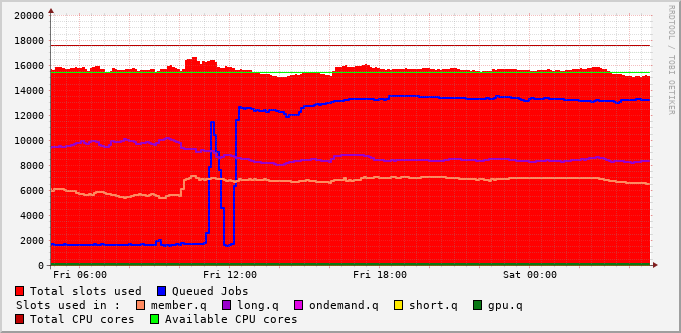 20000
18000
16000
14000
12000
10000
8000
6000
4000
2000
0
Fri 06:00 Fri 12:00 Fri 18:00 Sat 00:00
RRDTOOL / TOBI OETIKER
Total slots used Queued Jobs
Slots used in : member.q long.q ondemand.q short.q gpu.q
Total CPU cores Available CPU cores